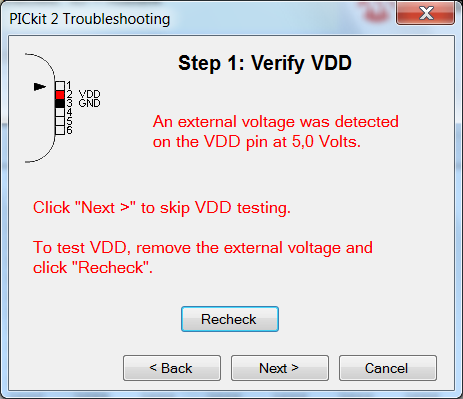 PICkit 2 Troubleshooting
Step 1: Verify VDD
1
2 VDD
3 GND
4
5
6
An external voltage was detected
on the VDD pin at 5,0 Volts.
Click "Next >" to skip VDD testing.
To test VDD, remove the external voltage and
click "Recheck".
Recheck
< Back
Next >
Cancel